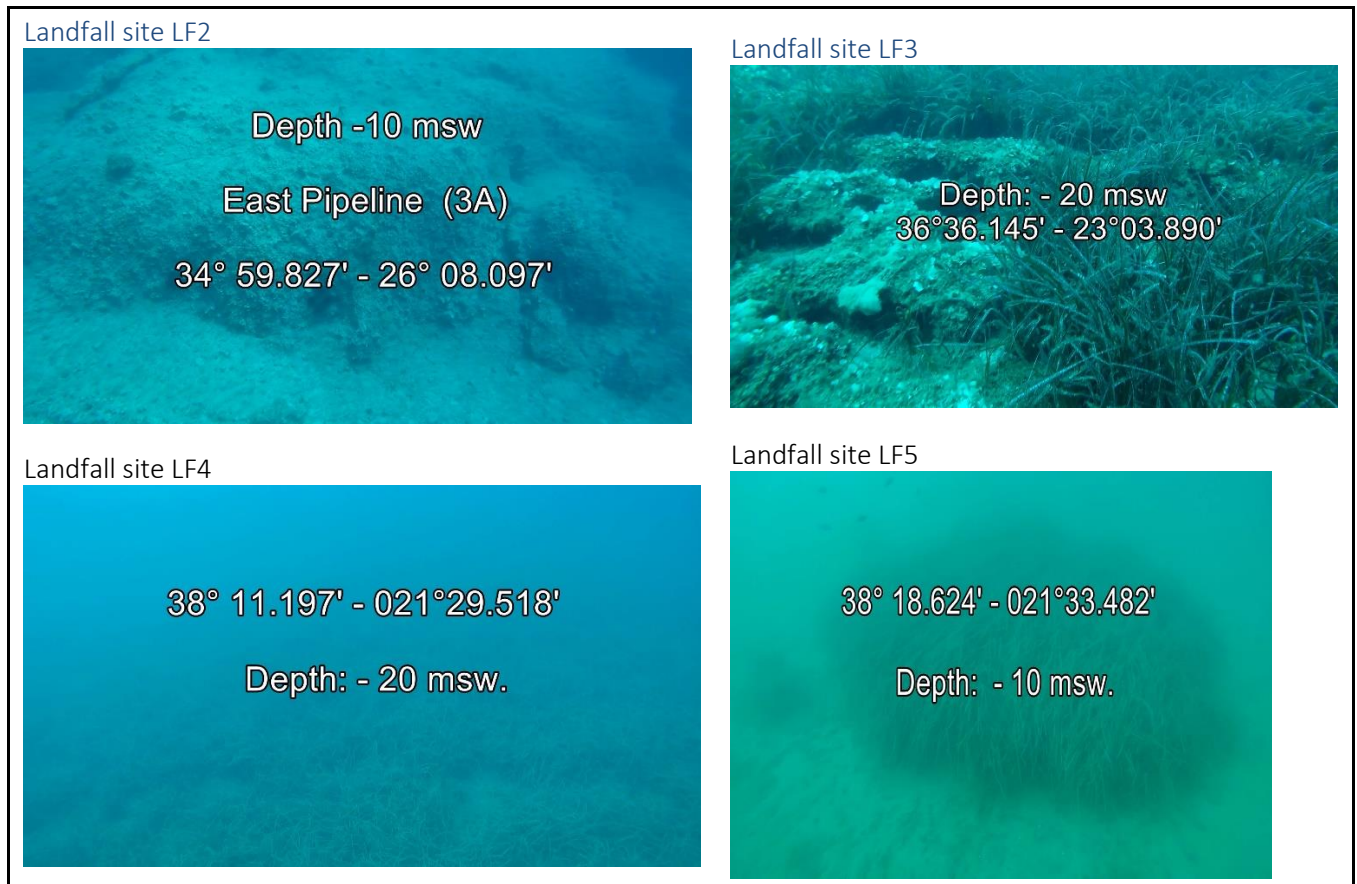 Landfall site LF2
Depth -10 msw
East Pipeline (3A)
34° 59.827' - 26° 08.097'
Landfall site LF3
Depth: - 20 msw
36°36.145' - 23°03.890'
Landfall site LF4
38° 11.197' - 021°29.518'
Depth: - 20 msw.
Landfall site LF5
38° 18.624' - 021°33.482'
Depth: - 10 msw.